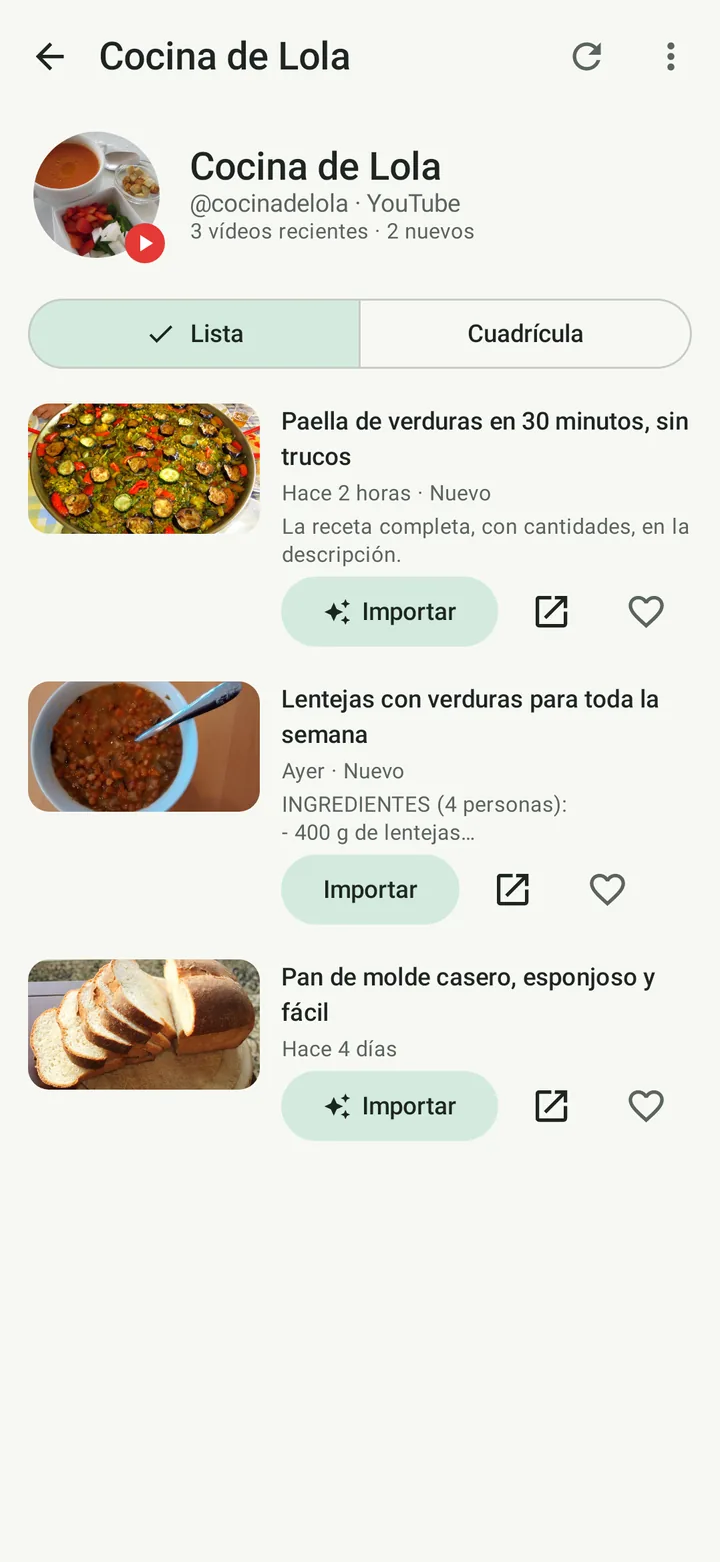 Cocina de Lola
Cocina de Lola
@cocinadelola · YouTube
3 vídeos recientes · 2 nuevos
Lista
Cuadrícula
Paella de verduras en 30 minutos, sin
trucos
Hace 2 horas · Nuevo
La receta completa, con cantidades, en la
descripción.
Importar
Lentejas con verduras para toda la
semana
Ayer · Nuevo
INGREDIENTES (4 personas):
- 400 g de lentejas…
Importar
Pan de molde casero, esponjoso y
fácil
Hace 4 días
Importar